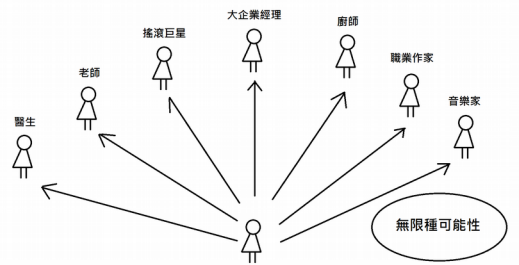 醫生
老師
搖滾巨星
大企業經理
廚師
職業作家
音樂家
無限種可能性